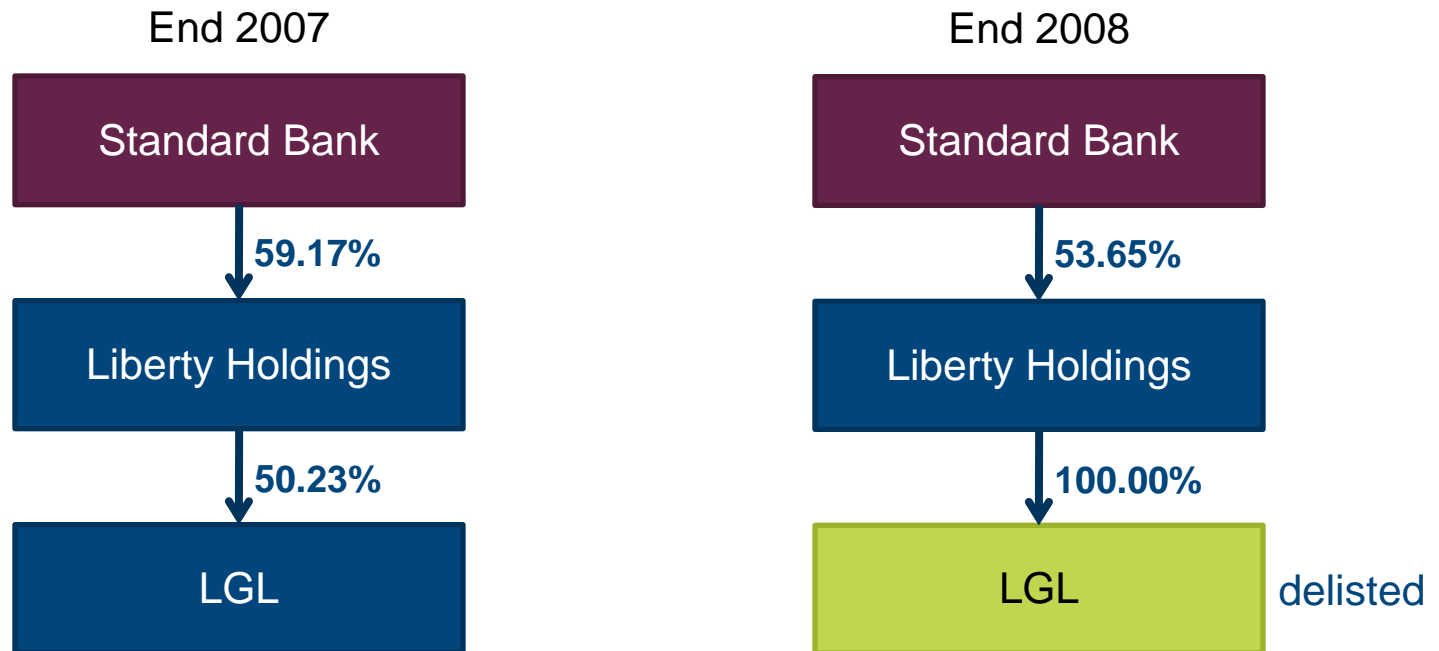 End 2007
Standard Bank
59.17%
Liberty Holdings
50.23%
LGL
End 2008
Standard Bank
53.65%
Liberty Holdings
100.00%
LGL
delisted